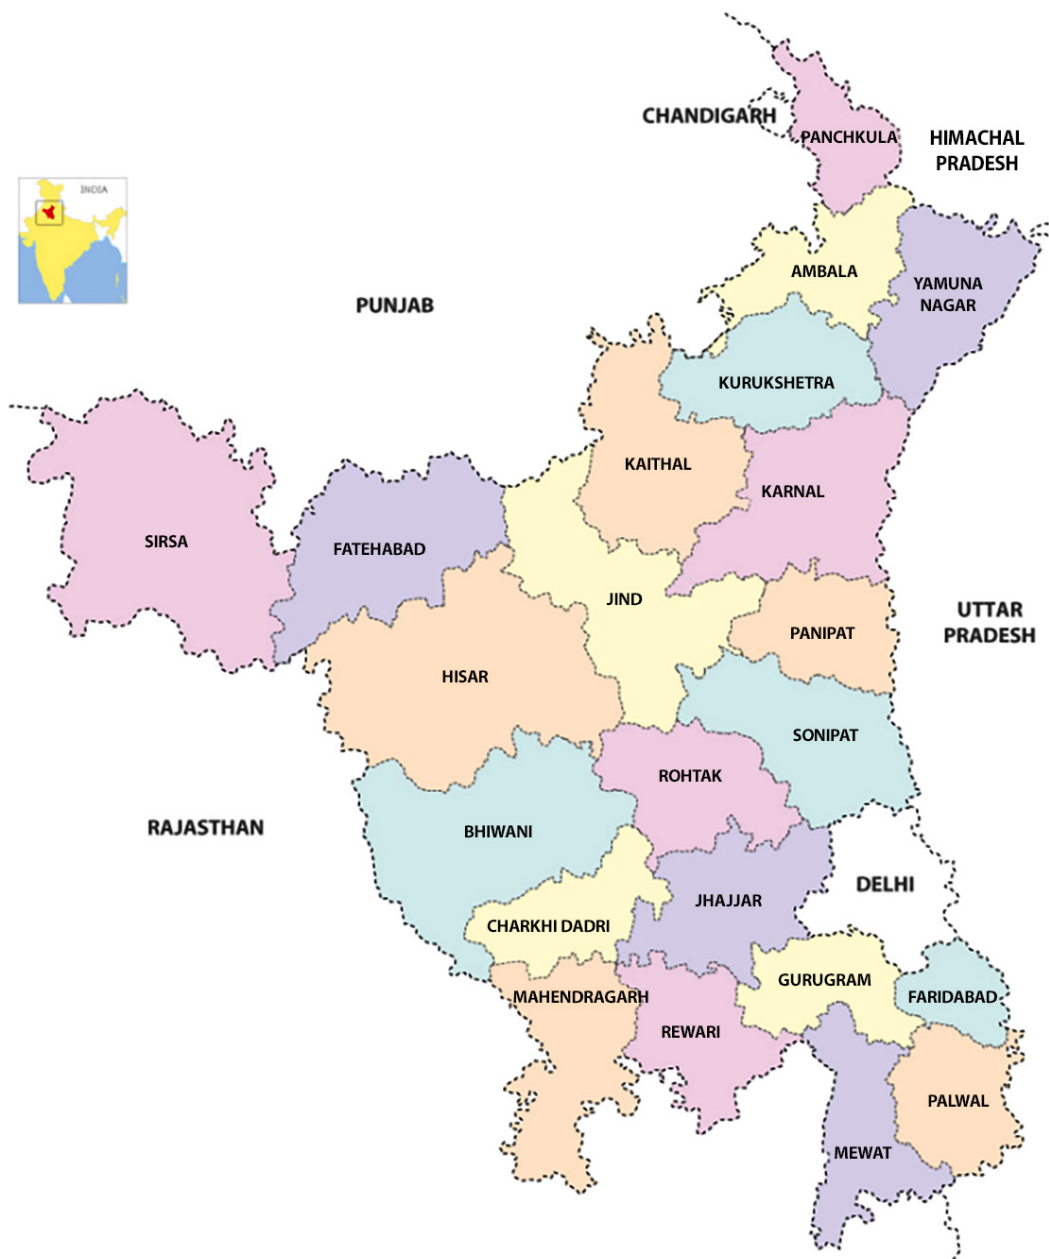 CHANDIGARH
PANCHKULA
HIMACHAL
PRADESH
INDIA
AMBALA
YAMUNA
NAGAR
PUNJAB
KURUKSHETRA
KAITHAL
KARNAL
SIRSA
FATEHABAD
JIND
UTTAR
PRADESH
PANIPAT
HISAR
SONIPAT
ROHTAK
RAJASTHAN
BHIWANI
DELHI
JHAJJAR
CHARKHI DADRI
GURUGRAM
MAHENDRAGARH
FARIDABAD
REWARI
PALWAL
MEWAT